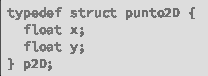 typedef struct punto2D {
  float x;
  float y;
} p2D;